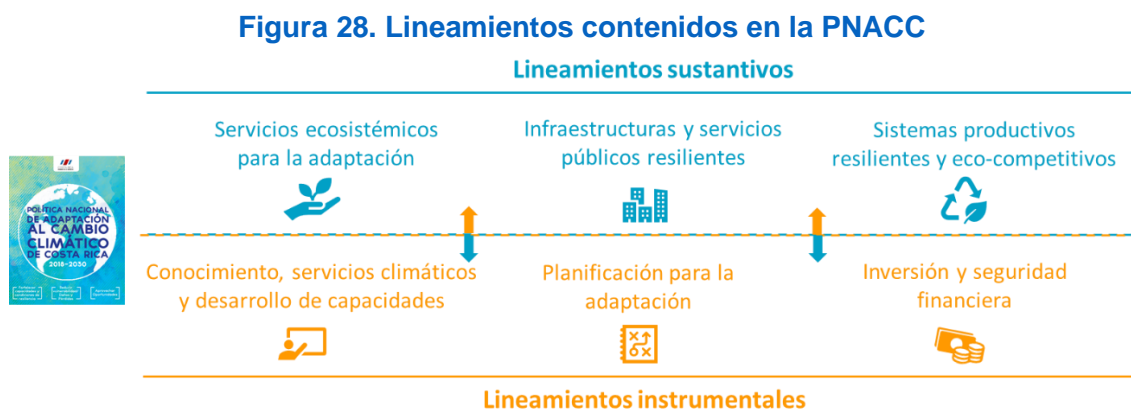 Figura 28. Lineamientos contenidos en la PNACC
Lineamientos sustantivos
Servicios ecosistémicos
para la adaptación
Infraestructuras y servicios
públicos resilientes
Sistemas productivos
resilientes y eco-competitivos
POLÍTICA NACIONAL
DE ADAPTACIÓN
AL CAMBIO
CLIMÁTICO
DE COSTA RICA
2018-2030
Conocimiento, servicios climáticos
y desarrollo de capacidades
Planificación para la
adaptación
Inversión y seguridad
financiera
Lineamientos instrumentales